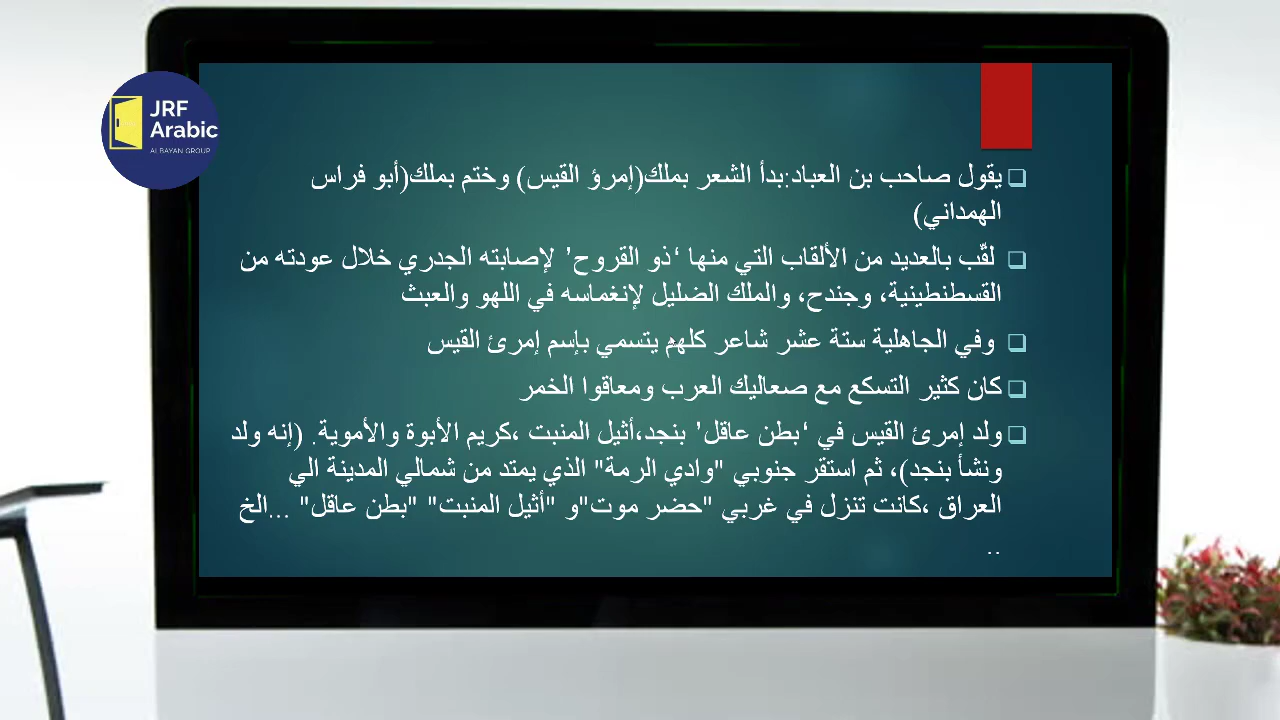 JRF
Arabic
ALBAYAN GROUP
يقول صاحب بن العباد:بدأ الشعر بملك(إمرؤ القيس) وختم بملك(أبو فراس
الهمداني)
لقّب بالعديد من الألقاب التي منها ‘ذو القروح’ لإصابته الجدري خلال عودته من
القسطنطينية، وجندح، والملك الضليل لإنغماسه في اللهو والعبث
وفي الجاهلية ستة عشر شاعر كلهم يتسمي بإسم إمرئ القيس
كان كثير التسكع مع صعاليك العرب ومعاقوا الخمر
ولد إمرئ القيس في ‘بطن عاقل’ بنجد،أثيل المنبت ،كريم الأبوة والأموية. (إنه ولد
ونشأ بنجد)، ثم استقر جنوبي "وادي الرمة" الذي يمتد من شمالي المدينة الي
العراق ،كانت تنزل في غربي "حضر موت"و "أثيل المنبت" "بطن عاقل" ...الخ
..